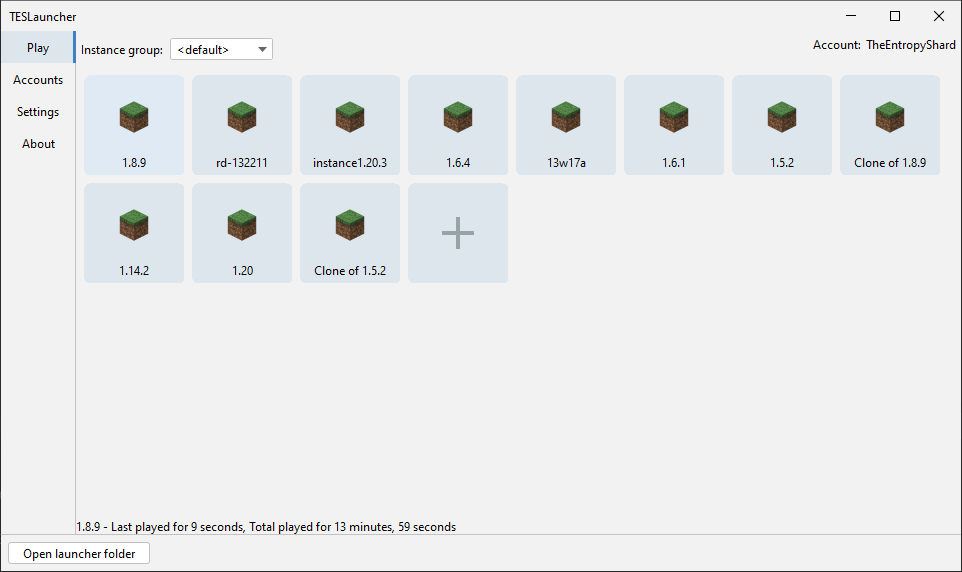 TESLauncher
Play
Accounts
Settings
About
Instance group: <default>
Account: TheEntropyShard
1.8.9
rd-132211
instance1.20.3
1.6.4
13w17a
1.6.1
1.5.2
Clone of 1.8.9
1.14.2
1.20
Clone of 1.5.2
1.8.9 - Last played for 9 seconds, Total played for 13 minutes, 59 seconds
Open launcher folder